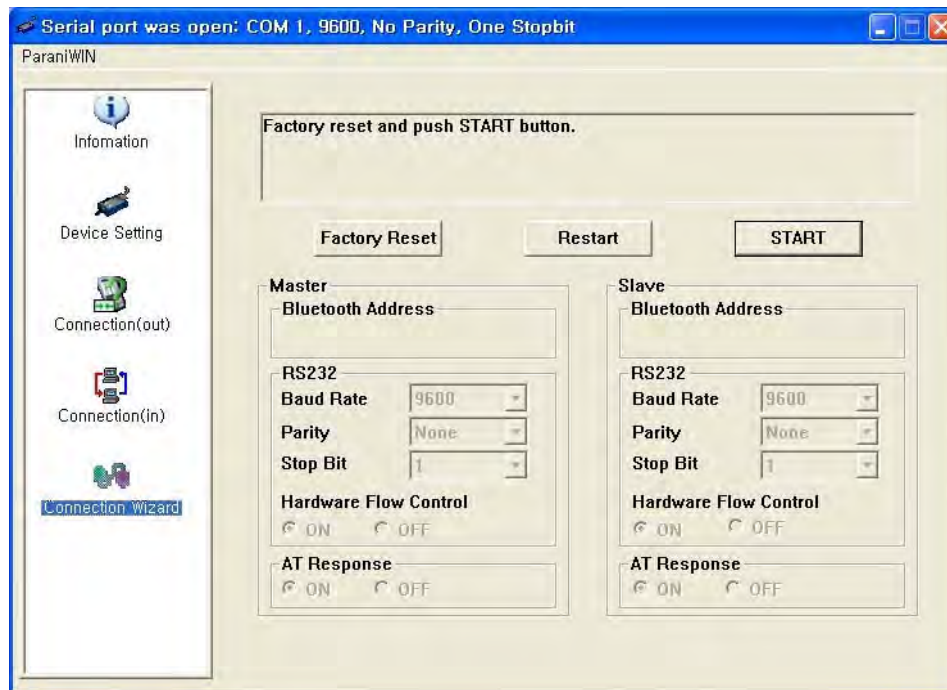 Serial port was open: COM 1, 9600, No Parity, One Stopbit
ParaniWIN
Infomation
Device Setting
Connection(out)
Connection(in)
Connection Wizard
Factory reset and push START button.
Factory Reset
Restart
START
Master
Bluetooth Address
RS232
Baud Rate 9600
Parity None
Stop Bit 1
Hardware Flow Control
ON OFF
AT Response
ON OFF
Slave
Bluetooth Address
RS232
Baud Rate 9600
Parity None
Stop Bit 1
Hardware Flow Control
ON OFF
AT Response
ON OFF